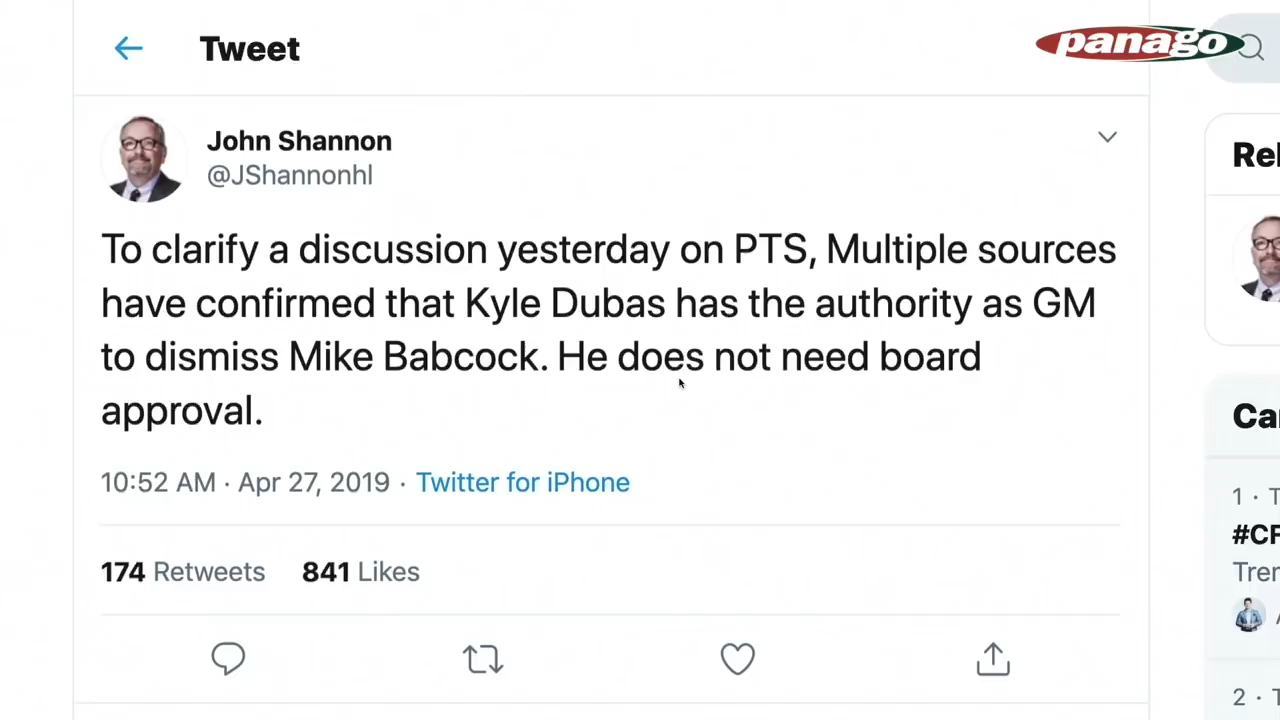 Tweet
panago
John Shannon
@JShannonhl
To clarify a discussion yesterday on PTS, Multiple sources
have confirmed that Kyle Dubas has the authority as GM
to dismiss Mike Babcock. He does not need board
approval.
10:52 AM · Apr 27, 2019 · Twitter for iPhone
174 Retweets 841 Likes
1 ·
2 ·